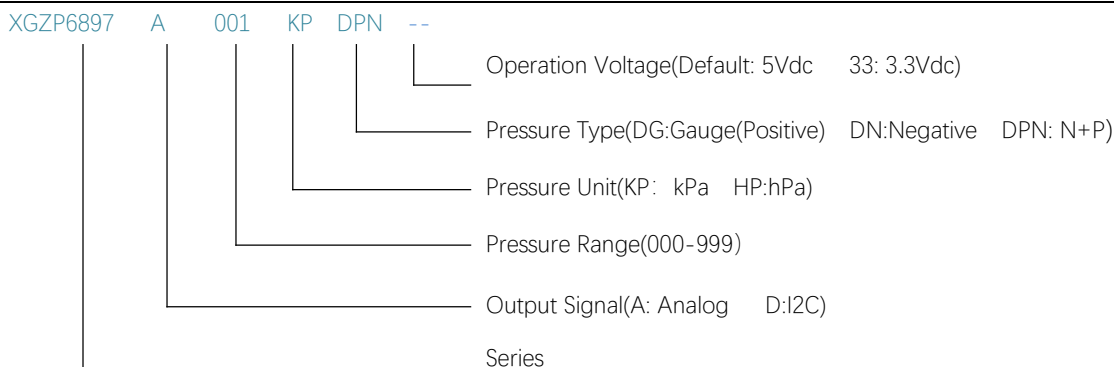 XGZP6897 A 001 KP DPN --
Operation Voltage(Default: 5Vdc 33: 3.3Vdc)
Pressure Type(DG:Gauge(Positive) DN:Negative DPN: N+P)
Pressure Unit(KP： kPa HP:hPa)
Pressure Range(000-999）
Output Signal(A: Analog D:I2C)
Series